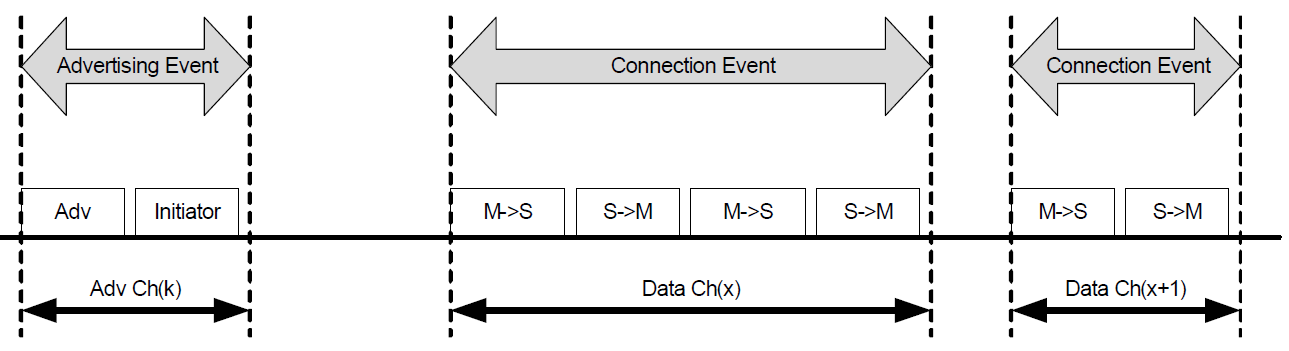 Advertising Event
Connection Event
Connection Event
Adv
Initiator
M->S
S->M
M->S
S->M
M->S
S->M
Adv Ch(k)
Data Ch(x)
Data Ch(x+1)